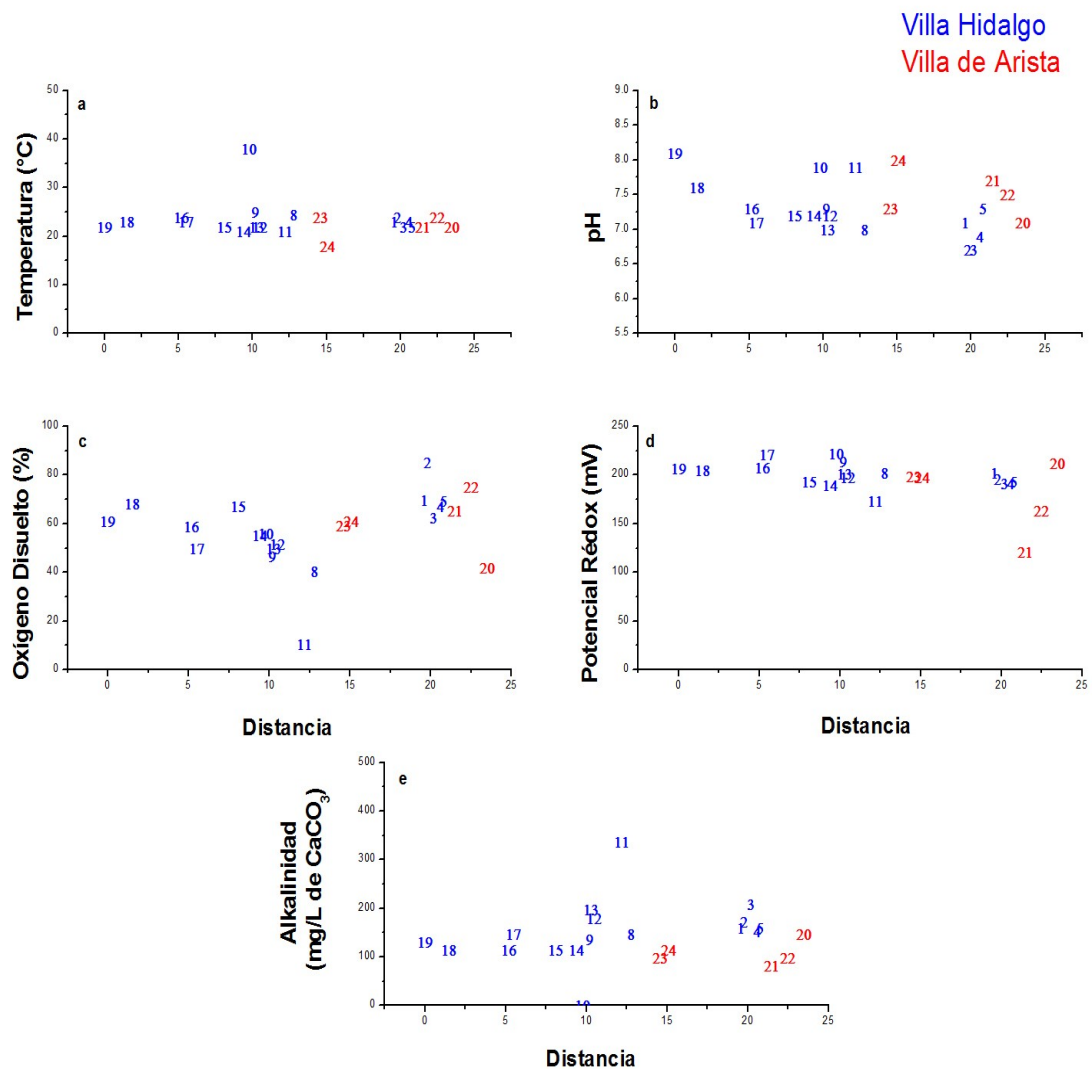 Villa Hidalgo
Villa de Arista
a
Temperatura (°C)
50
40
30
20
10
0
0 5 10 15 20 25
19 18 16 17 15 14 10 9 13 12 11 8 23 24 1 2 3 4 5 21 22 20
b
pH
9.0
8.5
8.0
7.5
7.0
6.5
6.0
5.5
0 5 10 15 20 25
19 18 16 17 15 14 10 9 12 13 11 8 23 24 1 2 3 4 5 21 22 20
c
Oxígeno Disuelto (%)
100
80
60
40
20
0
0 5 10 15 20 25
19 18 16 17 15 14 10 9 13 12 11 8 23 24 1 2 3 4 5 21 22 20
Distancia
d
Potencial Rédox (mV)
250
200
150
100
50
0
0 5 10 15 20 25
19 18 16 17 15 14 10 9 13 12 11 8 23 24 1 2 3 4 5 21 22 20
Distancia
e
Alkalinidad
(mg/L de CaCO₃)
500
400
300
200
100
0
0 5 10 15 20 25
19 18 16 17 15 14 10 9 13 12 11 8 23 24 1 2 3 4 5 21 22 20
Distancia